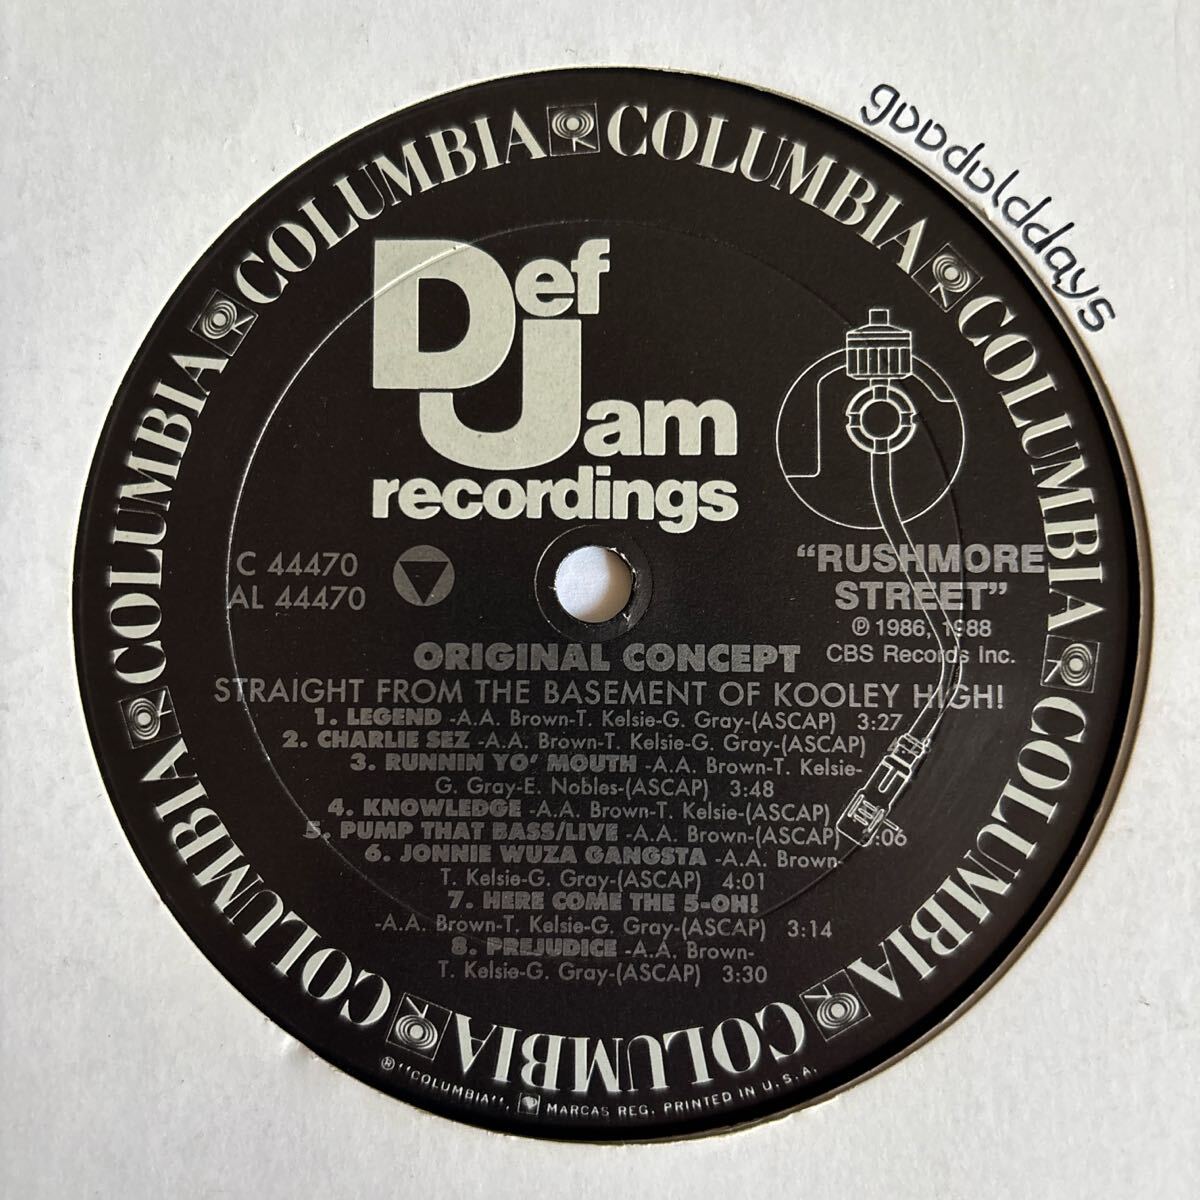 goodolddays
COLUMBIA COLUMBIA COLUMBIA COLUMBIA COLUMBIA COLUMBIA COLUMBIA COLUMBIA COLUMBIA
Def
Jam
recordings
C 44470
AL 44470
"RUSHMORE
STREET"
℗ 1986, 1988
CBS Records Inc.
ORIGINAL CONCEPT
STRAIGHT FROM THE BASEMENT OF KOOLEY HIGH!
1. LEGEND -A.A. Brown-T. Kelsie-G. Gray-(ASCAP) 3:27
2. CHARLIE SEZ -A.A. Brown-T. Kelsie-G. Gray-(ASCAP)
3. RUNNIN YO' MOUTH -A.A. Brown-T. Kelsie-
G. Gray-E. Nobles-(ASCAP) 3:48
4. KNOWLEDGE -A.A. Brown-T. Kelsie-(ASCAP)
5. PUMP THAT BASS/LIVE -A.A. Brown-(ASCAP)
6. JONNIE WUZA GANGSTA -A.A. Brown-
T. Kelsie-G. Gray-(ASCAP) 4:01
7. HERE COME THE 5-OH!
-A.A. Brown-T. Kelsie-G. Gray-(ASCAP) 3:14
8. PREJUDICE -A.A. Brown-
T. Kelsie-G. Gray-(ASCAP) 3:30
® "COLUMBIA", MARCAS REG. PRINTED IN U.S.A.